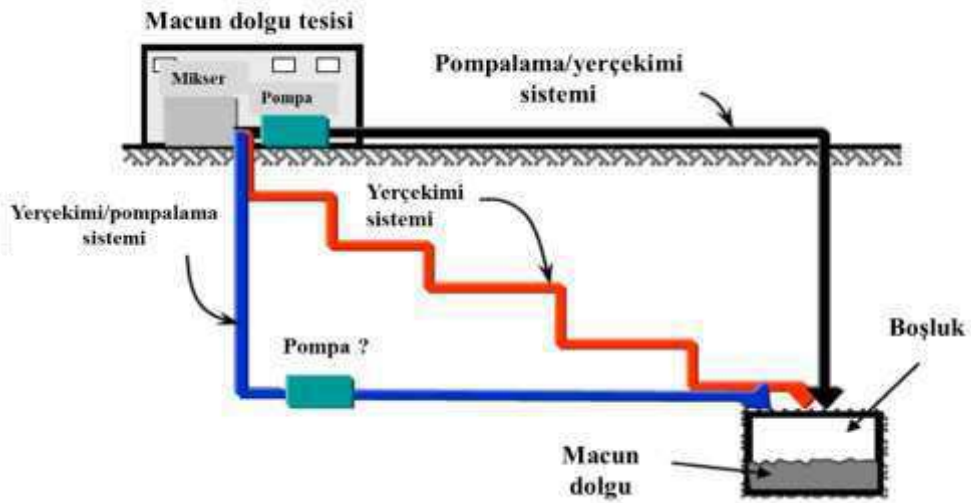 Macun dolgu tesisi
Mikser
Pompa
Pompalama/yerçekimi
sistemi
Yerçekimi
sistemi
Yerçekimi/pompalama
sistemi
Pompa ?
Boşluk
Macun
dolgu